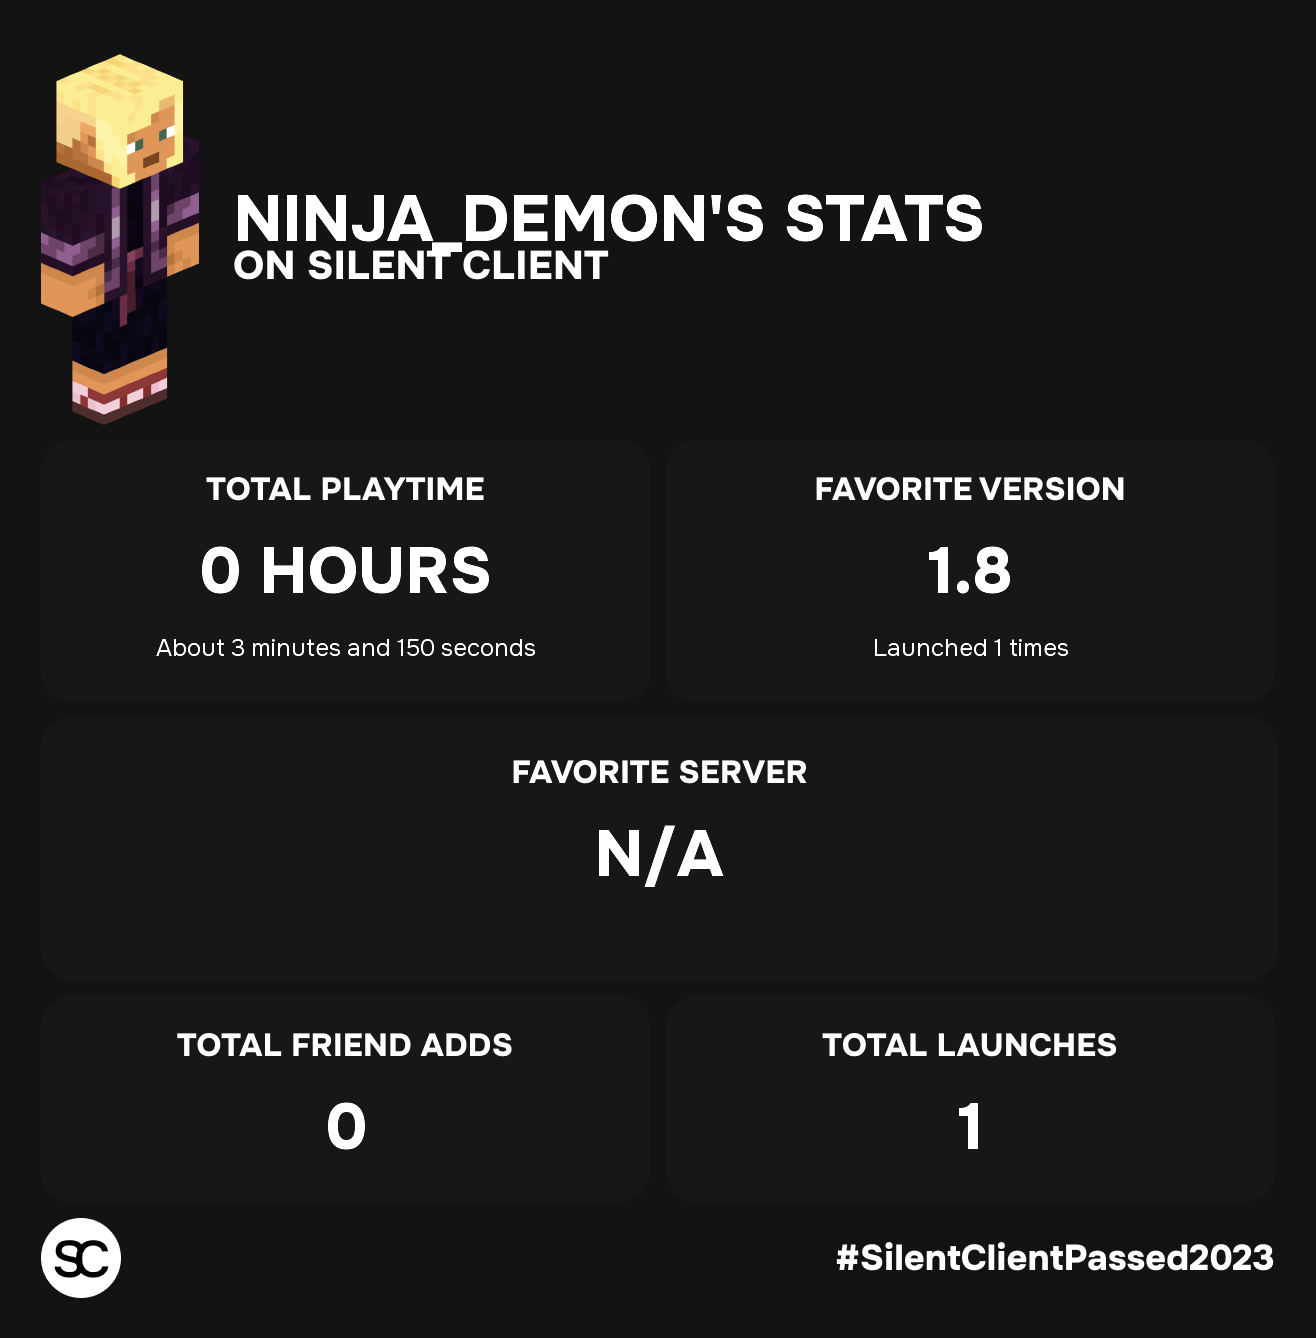 NINJA_DEMON'S STATS
ON SILENT CLIENT
TOTAL PLAYTIME
0 HOURS
About 3 minutes and 150 seconds
FAVORITE VERSION
1.8
Launched 1 times
FAVORITE SERVER
N/A
TOTAL FRIEND ADDS
0
TOTAL LAUNCHES
1
SC
#SilentClientPassed2023